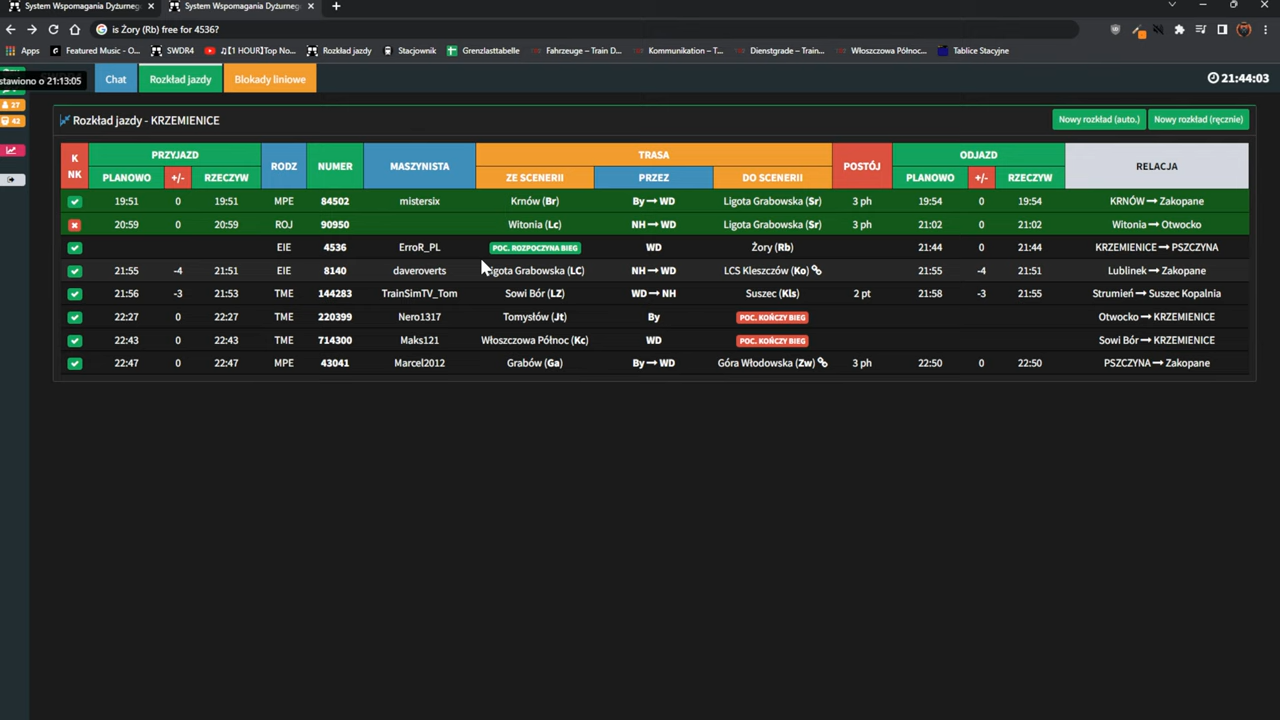 System Wspomagania Dyżurneg System Wspomagania Dyżurneg
is Żory (Rb) free for 4536?
Apps Featured Music - O... SWDR4 [1 HOUR]Top No... Rozkład jazdy Stacjownik Grenzlasttabelle Fahrzeuge – Train D... Kommunikation – T... Dienstgrade – Train... Włoszczowa Północ... Tablice Stacyjne
stawiono o 21:13:05 Chat Rozkład jazdy Blokady liniowe 21:44:03
27
42
Rozkład jazdy - KRZEMIENICE Nowy rozkład (auto.) Nowy rozkład (ręcznie)
K NK PRZYJAZD RODZ NUMER MASZYNISTA TRASA POSTÓJ ODJAZD RELACJA
PLANOWO +/- RZECZYW ZE SCENERII PRZEZ DO SCENERII PLANOWO +/- RZECZYW
19:51 0 19:51 MPE 84502 mistersix Krnów (Br) By → WD Ligota Grabowska (Sr) 3 ph 19:54 0 19:54 KRNÓW → Zakopane
20:59 0 20:59 ROJ 90950 Witonia (Lc) NH → WD Ligota Grabowska (Sr) 3 ph 21:02 0 21:02 Witonia → Otwocko
EIE 4536 ErroR_PL POC. ROZPOCZYNA BIEG WD Żory (Rb) 21:44 0 21:44 KRZEMIENICE → PSZCZYNA
21:55 -4 21:51 EIE 8140 daveroverts igota Grabowska (LC) NH → WD LCS Kleszczów (Ko) 21:55 -4 21:51 Lublinek → Zakopane
21:56 -3 21:53 TME 144283 TrainSimTV_Tom Sowi Bór (LZ) WD → NH Suszec (Kls) 2 pt 21:58 -3 21:55 Strumień → Suszec Kopalnia
22:27 0 22:27 TME 220399 Nero1317 Tomysłów (Jt) By POC. KOŃCZY BIEG Otwocko → KRZEMIENICE
22:43 0 22:43 TME 714300 Maks121 Włoszczowa Północ (Kc) WD POC. KOŃCZY BIEG Sowi Bór → KRZEMIENICE
22:47 0 22:47 MPE 43041 Marcel2012 Grabów (Ga) By → WD Góra Włodowska (Zw) 3 ph 22:50 0 22:50 PSZCZYNA → Zakopane